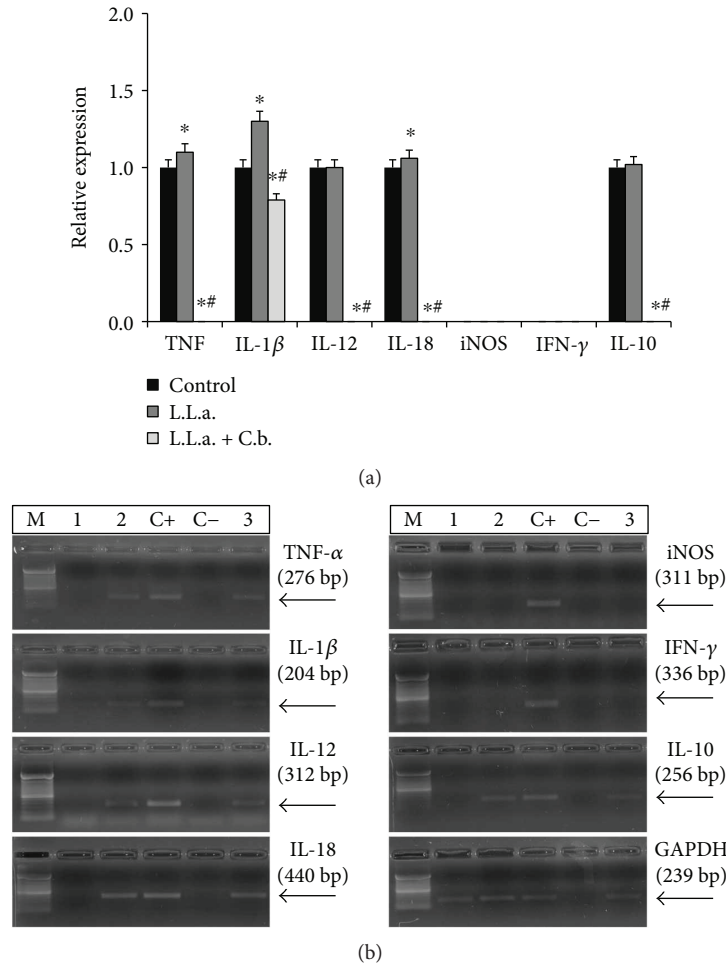 2.0
1.5
1.0
0.5
0.0
Relative expression
*
*#
*
*#
*#
*
*#
*#
TNF IL-1β IL-12 IL-18 iNOS IFN-γ IL-10
Control
L.L.a.
L.L.a. + C.b.
(a)
M 1 2 C+ C− 3
TNF-α
(276 bp)
IL-1β
(204 bp)
IL-12
(312 bp)
IL-18
(440 bp)
M 1 2 C+ C− 3
iNOS
(311 bp)
IFN-γ
(336 bp)
IL-10
(256 bp)
GAPDH
(239 bp)
(b)